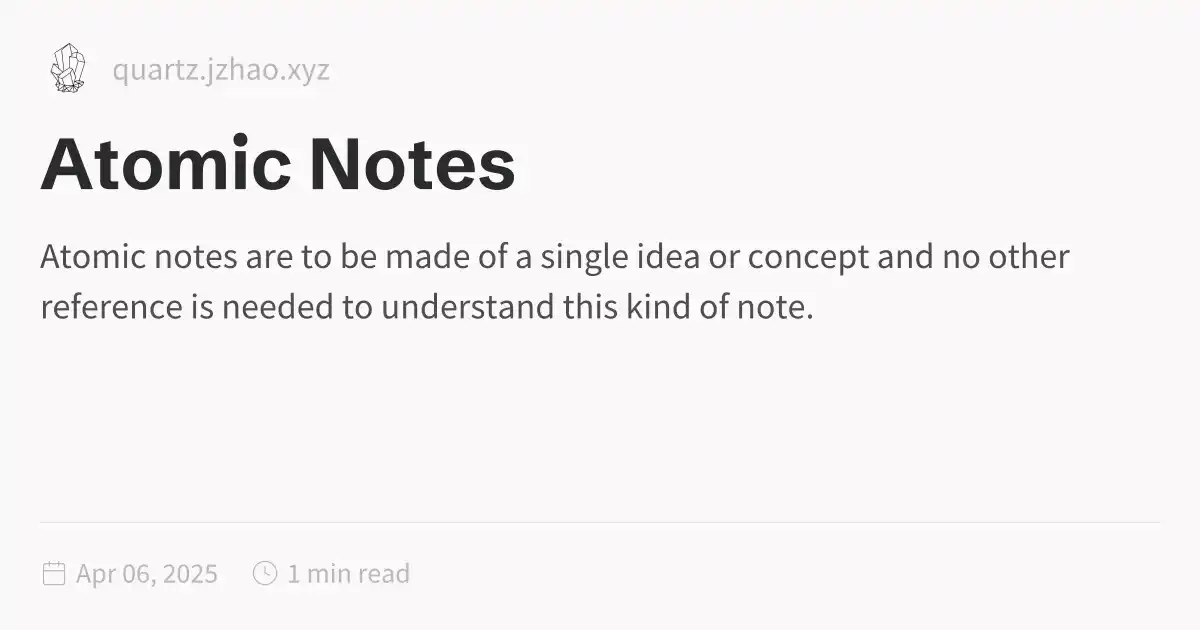 quartz.jzhao.xyz
Atomic Notes
Atomic notes are to be made of a single idea or concept and no other
reference is needed to understand this kind of note.
Apr 06, 2025 1 min read